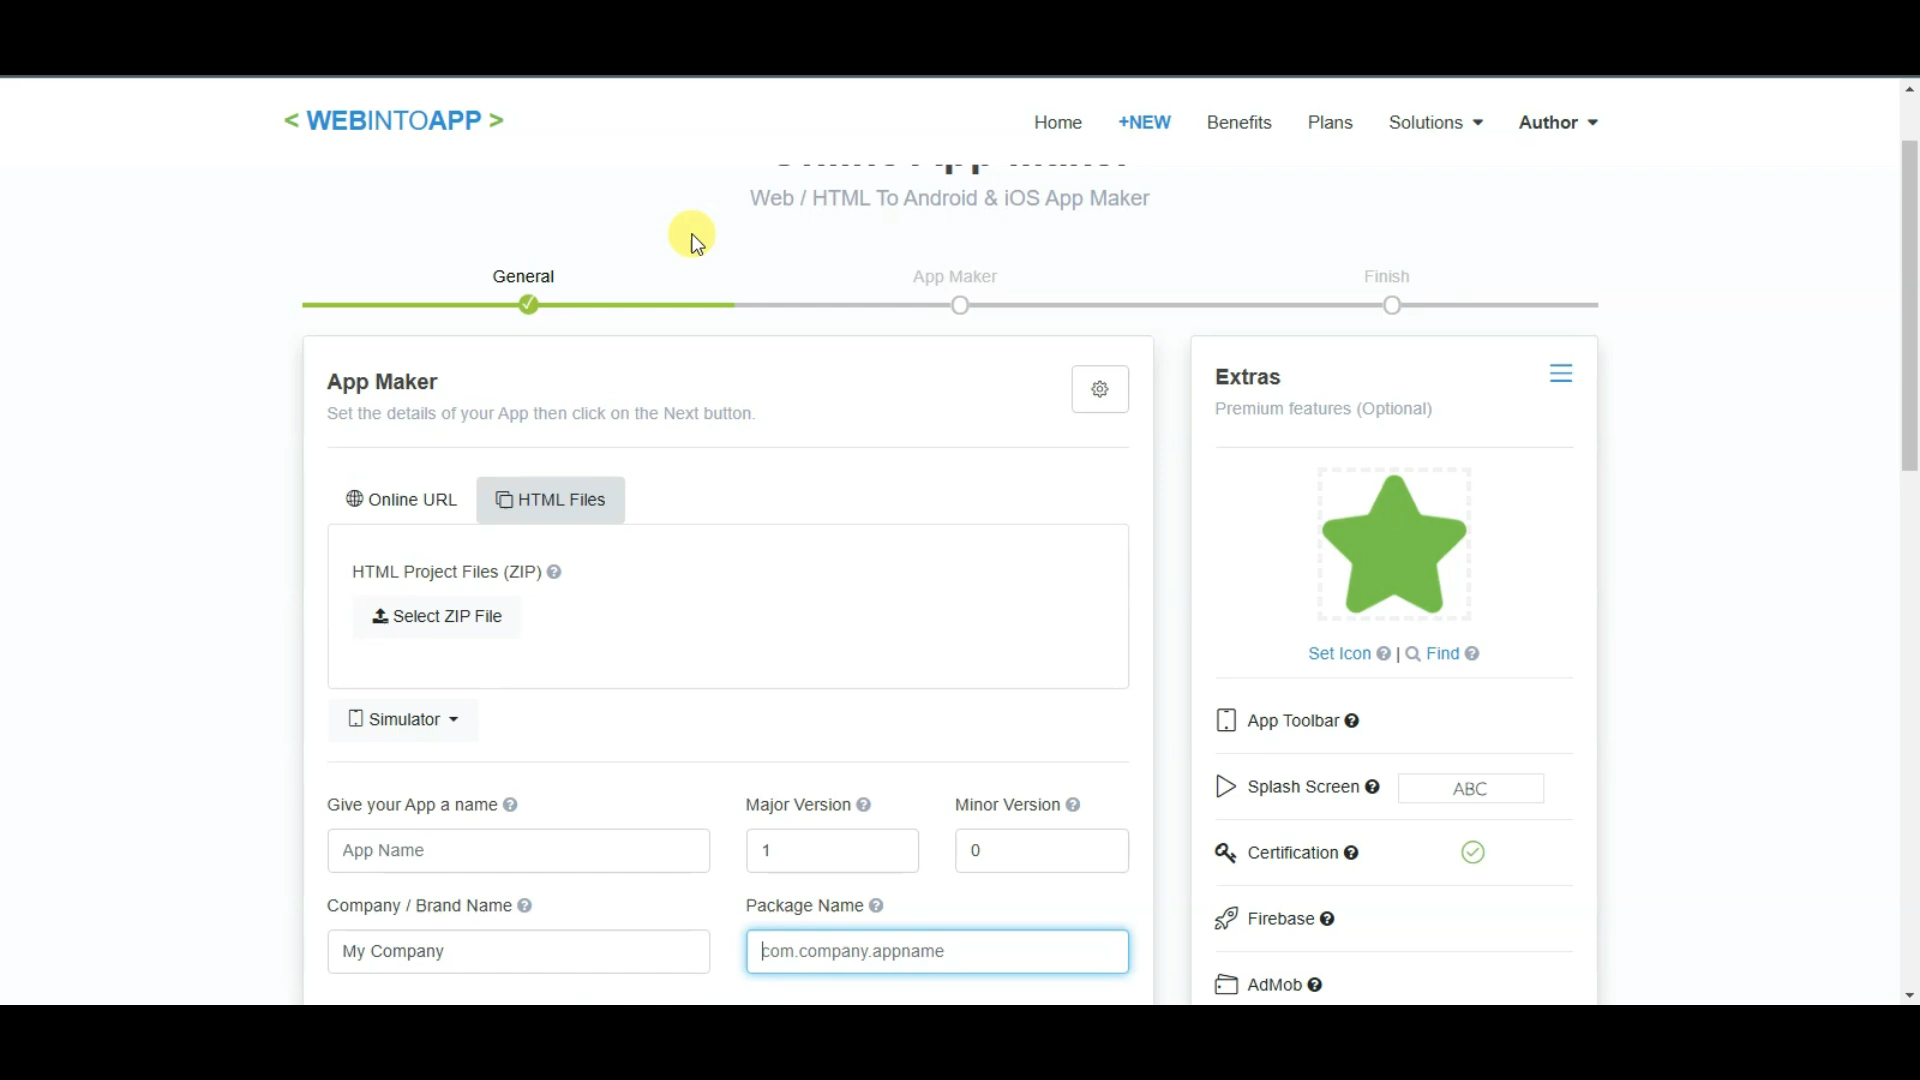 < WEBINTOAPP >
Home +NEW Benefits Plans Solutions Author
Web / HTML To Android & iOS App Maker
General App Maker Finish
App Maker
Set the details of your App then click on the Next button.
Online URL HTML Files
HTML Project Files (ZIP) ?
Select ZIP File
Simulator
Give your App a name ? Major Version ? Minor Version ?
App Name 1 0
Company / Brand Name ? Package Name ?
My Company com.company.appname
Extras
Premium features (Optional)
Set Icon ? | Find ?
App Toolbar ?
Splash Screen ? ABC
Certification ?
Firebase ?
AdMob ?